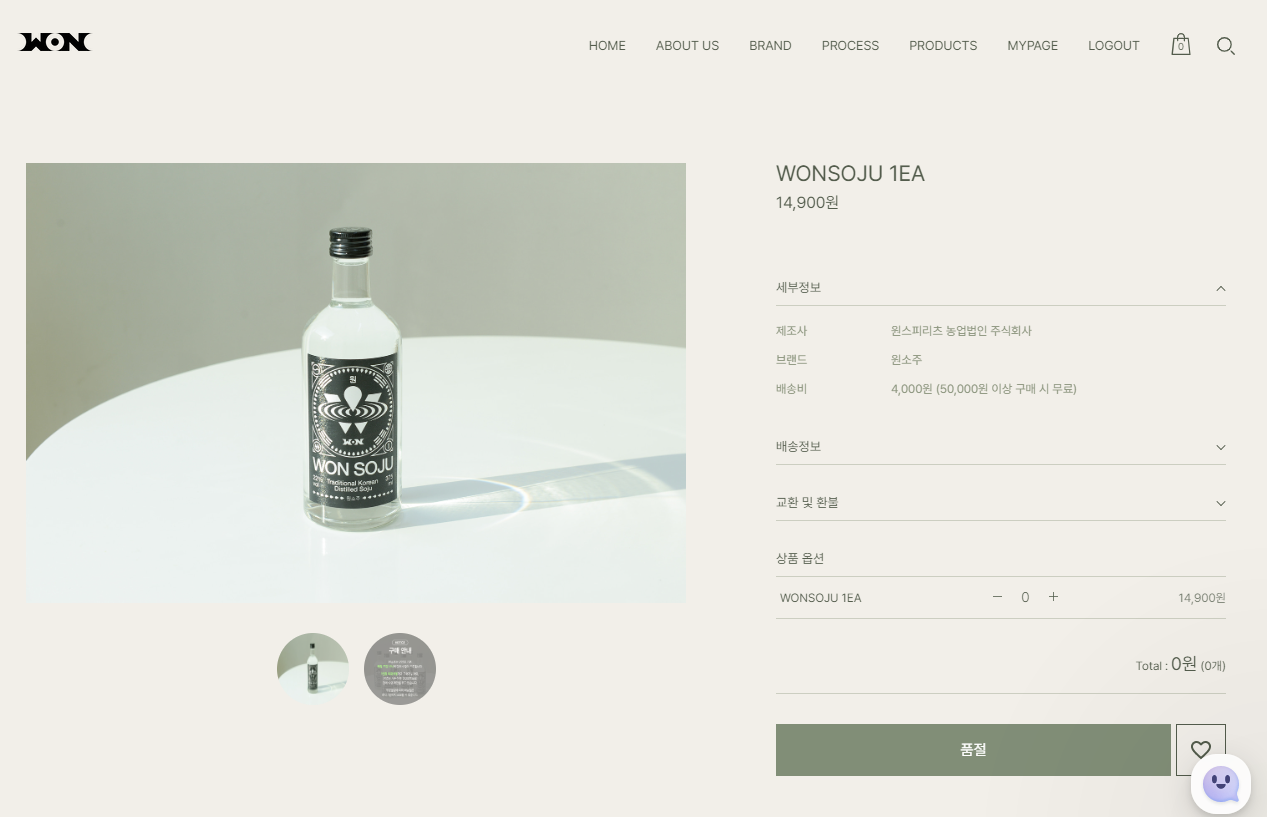 WON
HOME ABOUT US BRAND PROCESS PRODUCTS MYPAGE LOGOUT 0
WONSOJU 1EA
14,900원
원
WON
WON SOJU
Traditional Korean
Distilled Soju
원소주
세부정보
제조사 원스피리츠 농업법인 주식회사
브랜드 원소주
배송비 4,000원 (50,000원 이상 구매 시 무료)
배송정보
교환 및 환불
상품 옵션
WONSOJU 1EA 0 14,900원
구매 안내
Total : 0원 (0개)
품절